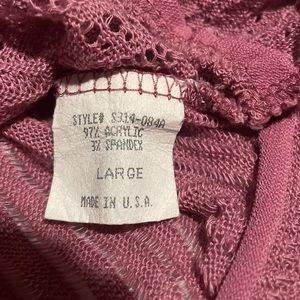 STYLE# S314-084A
97% ACRYLIC
3% SPANDEX
LARGE
MADE IN U.S.A.